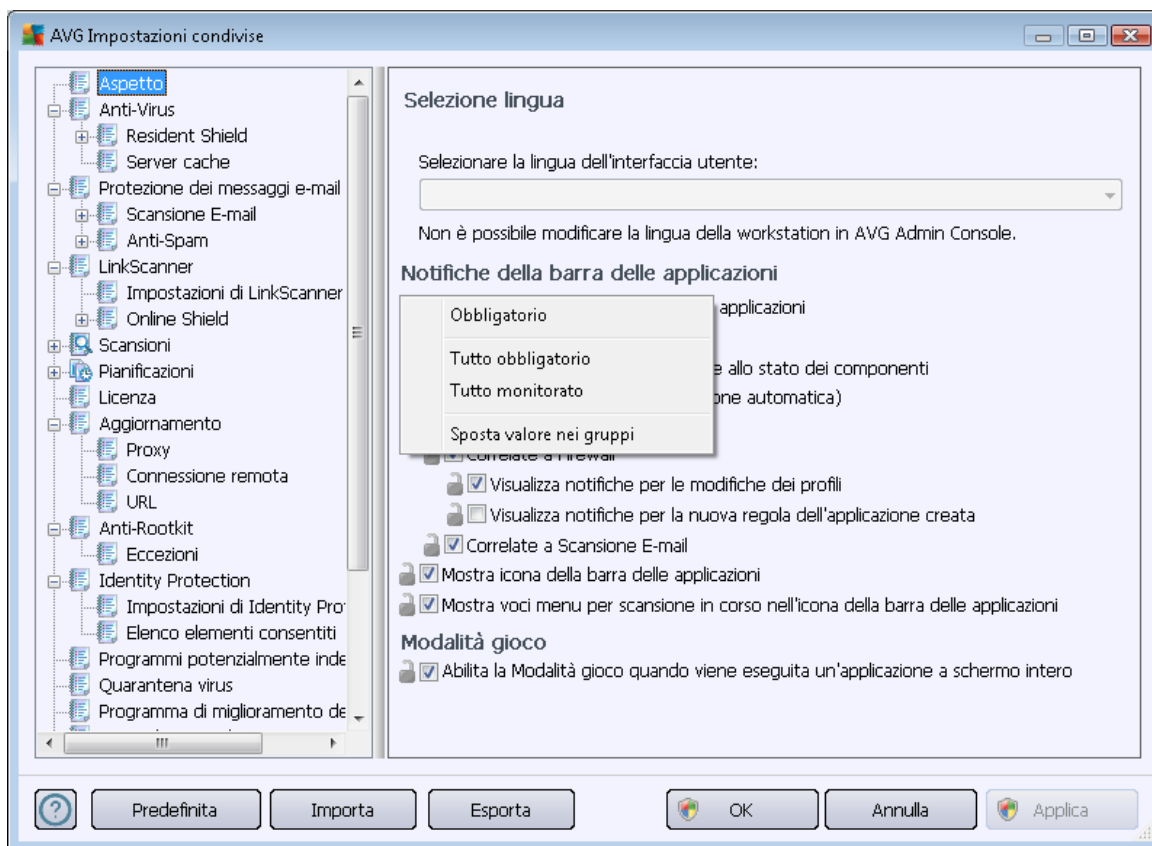 AVG Impostazioni condivise
Aspetto
Anti-Virus
Resident Shield
Server cache
Protezione dei messaggi e-mail
Scansione E-mail
Anti-Spam
LinkScanner
Impostazioni di LinkScanner
Online Shield
Scansioni
Pianificazioni
Licenza
Aggiornamento
Proxy
Connessione remota
URL
Anti-Rootkit
Eccezioni
Identity Protection
Impostazioni di Identity Pro
Elenco elementi consentiti
Programmi potenzialmente inde
Quarantena virus
Programma di miglioramento de
Selezione lingua
Selezionare la lingua dell'interfaccia utente:
Non è possibile modificare la lingua della workstation in AVG Admin Console.
Notifiche della barra delle applicazioni
Obbligatorio
Tutto obbligatorio
Tutto monitorato
Sposta valore nei gruppi
applicazioni
e allo stato dei componenti
one automatica)
Correlate a Firewall
Visualizza notifiche per le modifiche dei profili
Visualizza notifiche per la nuova regola dell'applicazione creata
Correlate a Scansione E-mail
Mostra icona della barra delle applicazioni
Mostra voci menu per scansione in corso nell'icona della barra delle applicazioni
Modalità gioco
Abilita la Modalità gioco quando viene eseguita un'applicazione a schermo intero
Predefinita
Importa
Esporta
OK
Annulla
Applica